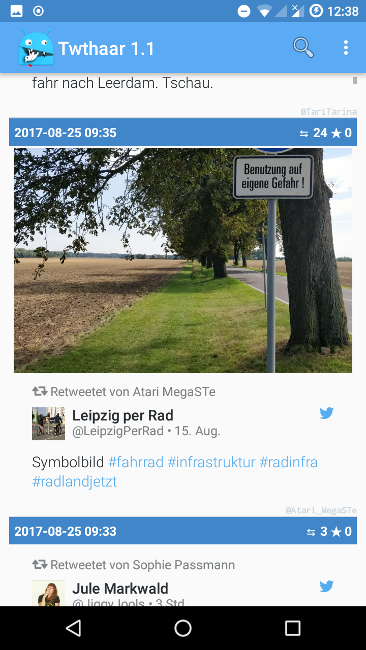 12:38
Twthaar 1.1
fahr nach Leerdam. Tschau.
@TariTarina
2017-08-25 09:35
24 ★ 0
Benutzung auf
eigene Gefahr !
Retweetet von Atari MegaSTe
Leipzig per Rad
@LeipzigPerRad • 15. Aug.
Symbolbild #fahrrad #infrastruktur #radinfra
#radlandjetzt
@Atari_MegaSTe
2017-08-25 09:33
3 ★ 0
Retweetet von Sophie Passmann
Jule Markwald
@JiggyJools • 3 Std.